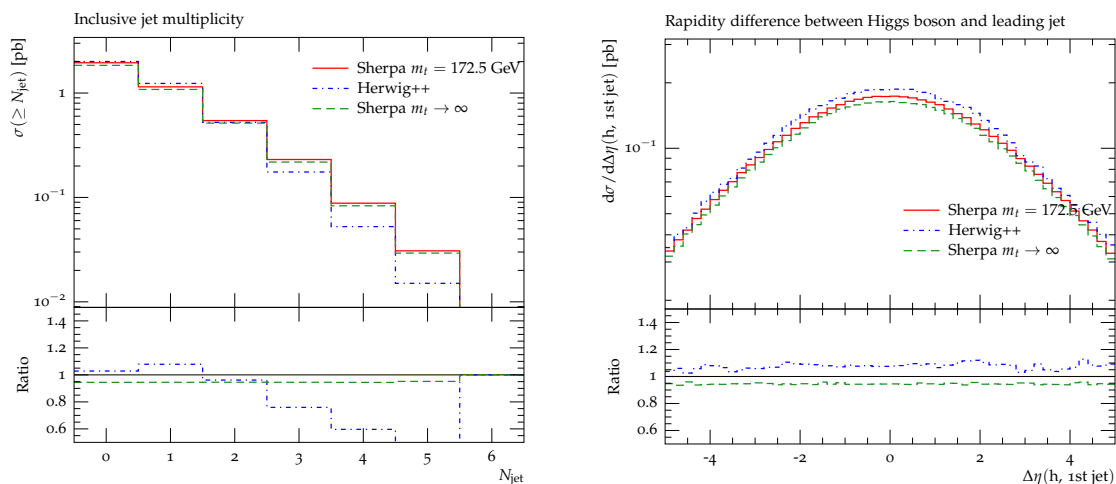 Inclusive jet multiplicity
σ(≥ N_jet) [pb]
Sherpa m_t = 172.5 GeV
Herwig++
Sherpa m_t → ∞
1
10^−1
10^−2
Ratio
1.4
1.2
1
0.8
0.6
0 1 2 3 4 5 6
N_jet
Rapidity difference between Higgs boson and leading jet
dσ/dΔη(h, 1st jet) [pb]
10^−1
Sherpa m_t = 172.5 GeV
Herwig++
Sherpa m_t → ∞
Ratio
1.4
1.2
1
0.8
0.6
-4 -2 0 2 4
Δη(h, 1st jet)